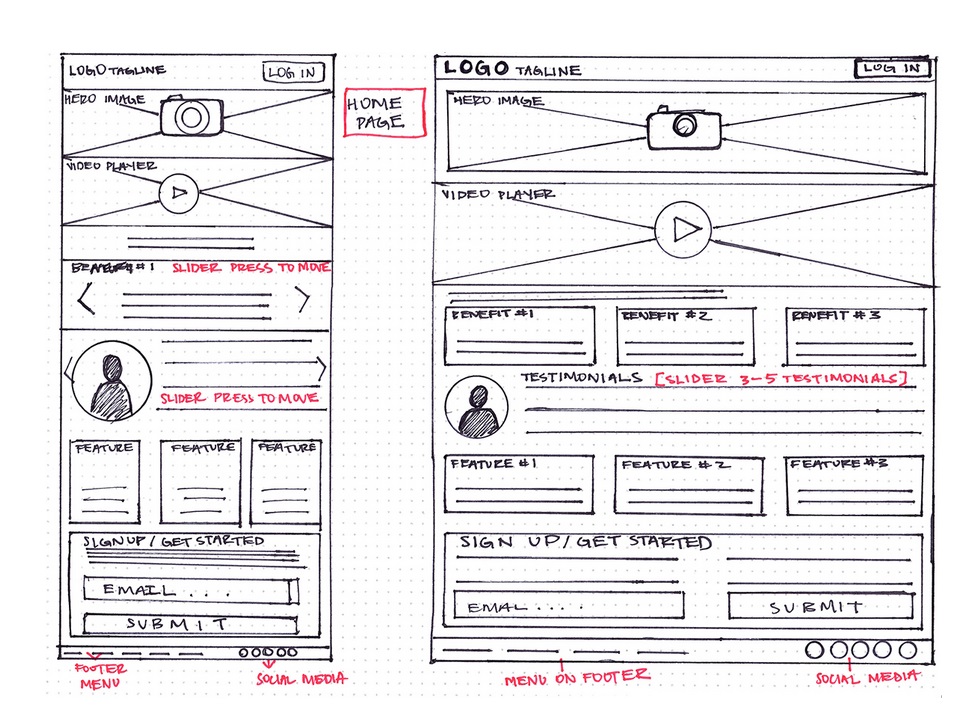 LOGO TAGLINE
LOG IN
HERO IMAGE
VIDEO PLAYER
#1 SLIDER PRESS TO MOVE
SLIDER PRESS TO MOVE
FEATURE FEATURE FEATURE
SIGN UP / GET STARTED
EMAIL . . . .
SUBMIT
FOOTER
MENU
SOCIAL MEDIA
HOME
PAGE
LOGO TAGLINE
LOG IN
HERO IMAGE
VIDEO PLAYER
BENEFIT #1 BENEFIT #2 BENEFIT #3
TESTIMONIALS [SLIDER 3-5 TESTIMONIALS]
FEATURE #1 FEATURE #2 FEATURE #3
SIGN UP / GET STARTED
EMAL . . . .
SUBMIT
MENU ON FOOTER
SOCIAL MEDIA